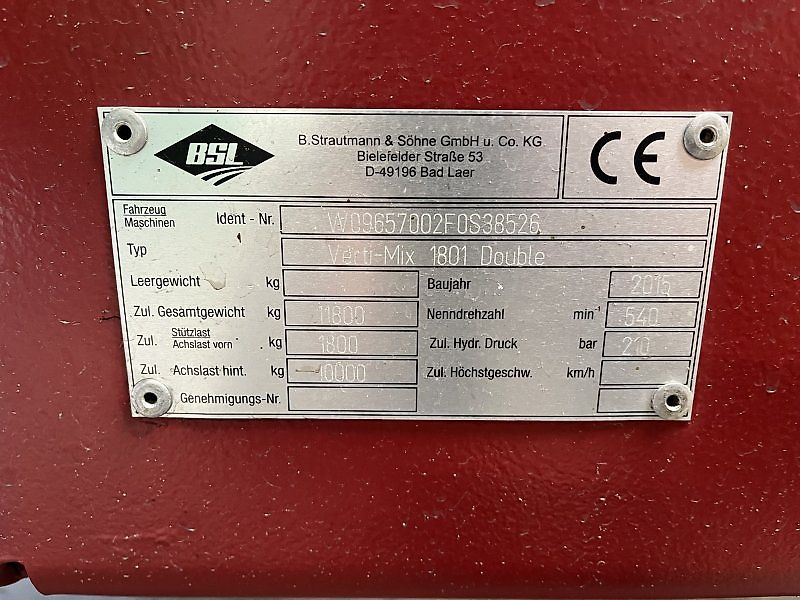 BSL
B.Strautmann & Söhne GmbH u. Co. KG
Bielefelder Straße 53
D-49196 Bad Laer
CE
Fahrzeug Maschinen Ident - Nr. W09657002F0S38526
Typ Verti-Mix 1801 Double
Leergewicht kg Baujahr 2015
Zul. Gesamtgewicht kg 11800 Nenndrehzahl min⁻¹ 540
Zul. Stützlast Achslast vorn kg 1800 Zul. Hydr. Druck bar 210
Zul. Achslast hint. kg 10000 Zul. Höchstgeschw. km/h
Genehmigungs-Nr.